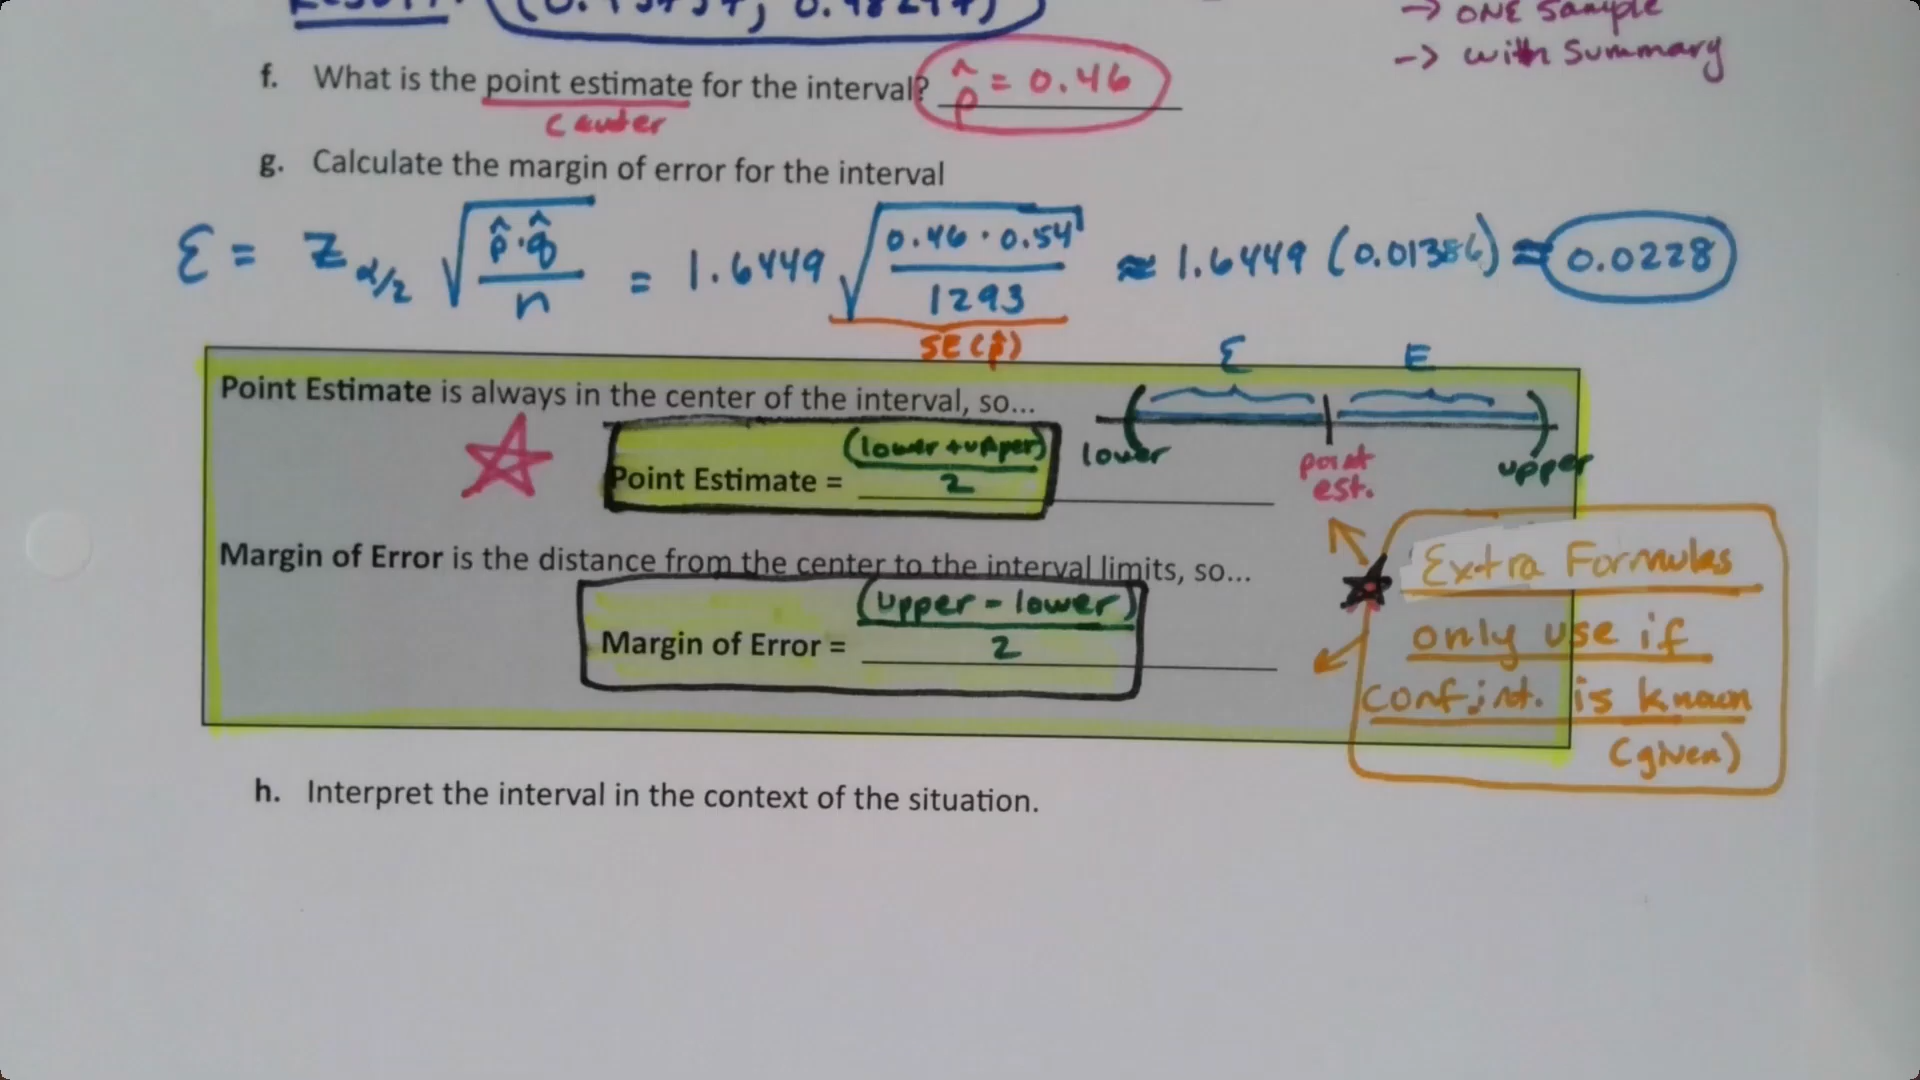 → ONE Sample
-> with Summary
f. What is the point estimate for the interval? p̂ = 0.46
center
g. Calculate the margin of error for the interval
E = Z α/2 √(p̂·q̂/n) = 1.6449 √(0.46 · 0.54/1293) ≈ 1.6449 (0.01386) ≈ 0.0228
SE(p̂)
E E
Point Estimate is always in the center of the interval, so...
lower point est. upper
Point Estimate = (lower + upper)/2
Margin of Error is the distance from the center to the interval limits, so...
Margin of Error = (upper - lower)/2
Extra Formulas
only use if
conf. int. is known
(given)
h. Interpret the interval in the context of the situation.